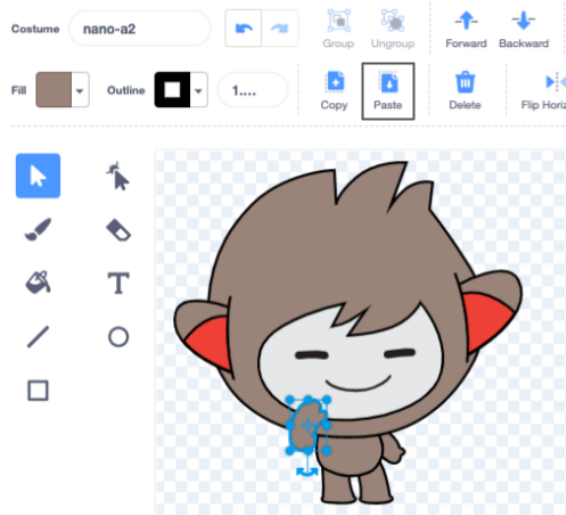 Costume nano-a2
Group Ungroup Forward Backward
Fill Outline 1....
Copy Paste Delete Flip Horiz
T